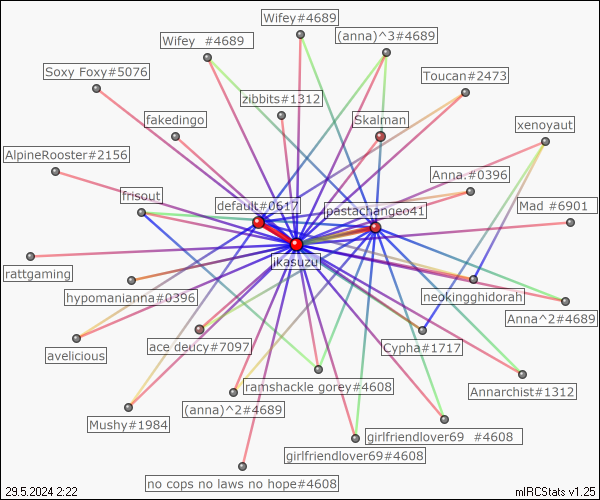 Wifey#4689
Wifey  #4689
(anna)^3#4689
Soxy Foxy#5076
Toucan#2473
zibbits#1312
fakedingo
Skalman
xenoyaut
AlpineRooster#2156
Anna.#0396
frisout
default#0617
pastachangeo41
Mad #6901
ikasuzu
rattgaming
hypomanianna#0396
neokingghidorah
Anna^2#4689
avelicious
ace deucy#7097
Cypha#1717
ramshackle gorey#4608
Annarchist#1312
Mushy#1984
(anna)^2#4689
girlfriendlover69  #4608
girlfriendlover69#4608
no cops no laws no hope#4608
29.5.2024 2:22
mIRCStats v1.25